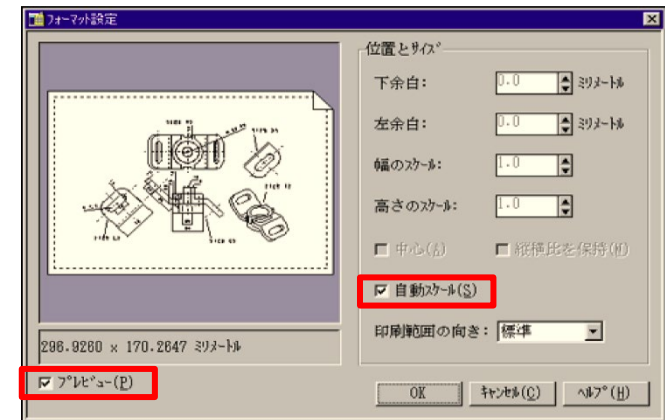 フォーマット設定
位置とサイズ
下余白: 0.0 ミリメートル
左余白: 0.0 ミリメートル
幅のスケール: 1.0
高さのスケール: 1.0
中心(A) 縦横比を保持(M)
自動スケール(S)
印刷範囲の向き: 標準
296.9260 x 170.2647 ミリメートル
プレビュー(P)
OK キャンセル(C) ヘルプ(H)